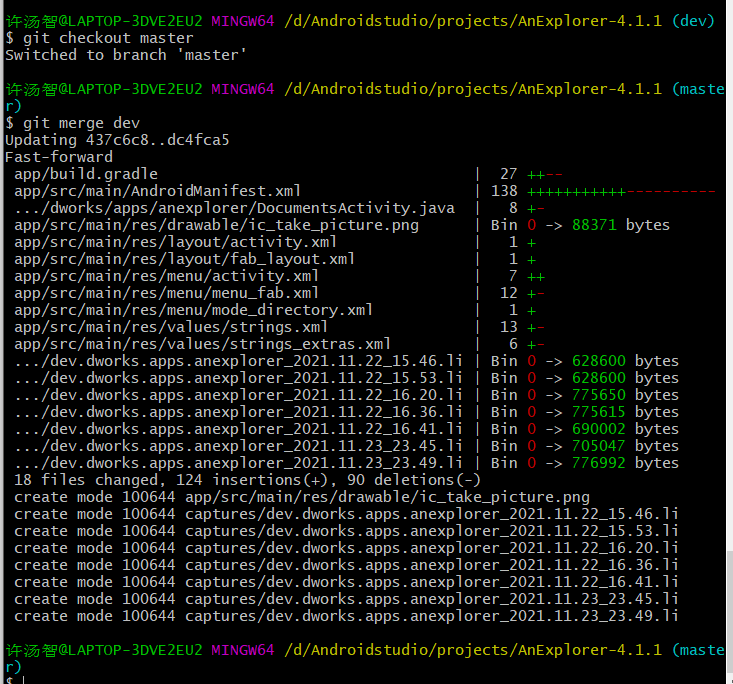 许汤智@LAPTOP-3DVE2EU2 MINGW64 /d/Androidstudio/projects/AnExplorer-4.1.1 (dev)
$ git checkout master
Switched to branch 'master'
许汤智@LAPTOP-3DVE2EU2 MINGW64 /d/Androidstudio/projects/AnExplorer-4.1.1 (maste
r)
$ git merge dev
Updating 437c6c8..dc4fca5
Fast-forward
 app/build.gradle                                   |  27 ++--
 app/src/main/AndroidManifest.xml                   | 138 +++++++++++----------
 .../dworks/apps/anexplorer/DocumentsActivity.java  |   8 +-
 app/src/main/res/drawable/ic_take_picture.png      | Bin 0 -> 88371 bytes
 app/src/main/res/layout/activity.xml               |   1 +
 app/src/main/res/layout/fab_layout.xml             |   1 +
 app/src/main/res/menu/activity.xml                 |   7 ++
 app/src/main/res/menu/menu_fab.xml                 |  12 +-
 app/src/main/res/menu/mode_directory.xml           |   1 +
 app/src/main/res/values/strings.xml                |  13 +-
 app/src/main/res/values/strings_extras.xml         |   6 +-
 .../dev.dworks.apps.anexplorer_2021.11.22_15.46.li | Bin 0 -> 628600 bytes
 .../dev.dworks.apps.anexplorer_2021.11.22_15.53.li | Bin 0 -> 628600 bytes
 .../dev.dworks.apps.anexplorer_2021.11.22_16.20.li | Bin 0 -> 775650 bytes
 .../dev.dworks.apps.anexplorer_2021.11.22_16.36.li | Bin 0 -> 775615 bytes
 .../dev.dworks.apps.anexplorer_2021.11.22_16.41.li | Bin 0 -> 690002 bytes
 .../dev.dworks.apps.anexplorer_2021.11.23_23.45.li | Bin 0 -> 705047 bytes
 .../dev.dworks.apps.anexplorer_2021.11.23_23.49.li | Bin 0 -> 776992 bytes
 18 files changed, 124 insertions(+), 90 deletions(-)
 create mode 100644 app/src/main/res/drawable/ic_take_picture.png
 create mode 100644 captures/dev.dworks.apps.anexplorer_2021.11.22_15.46.li
 create mode 100644 captures/dev.dworks.apps.anexplorer_2021.11.22_15.53.li
 create mode 100644 captures/dev.dworks.apps.anexplorer_2021.11.22_16.20.li
 create mode 100644 captures/dev.dworks.apps.anexplorer_2021.11.22_16.36.li
 create mode 100644 captures/dev.dworks.apps.anexplorer_2021.11.22_16.41.li
 create mode 100644 captures/dev.dworks.apps.anexplorer_2021.11.23_23.45.li
 create mode 100644 captures/dev.dworks.apps.anexplorer_2021.11.23_23.49.li
许汤智@LAPTOP-3DVE2EU2 MINGW64 /d/Androidstudio/projects/AnExplorer-4.1.1 (maste
r)
$